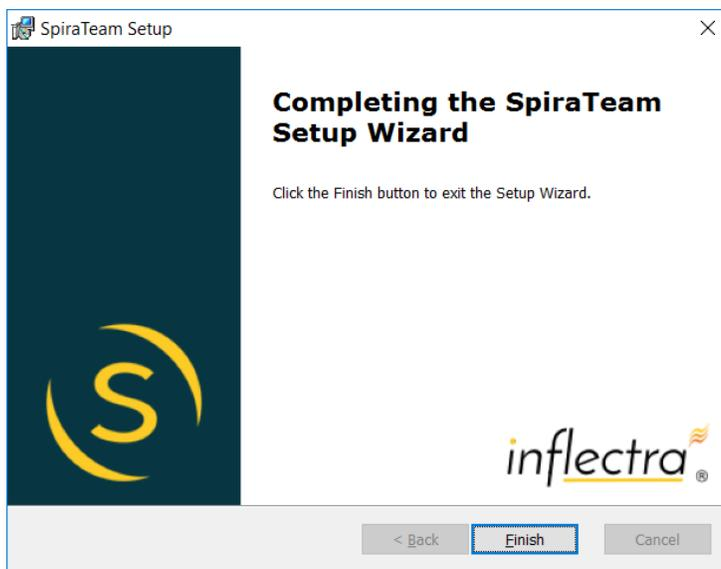 SpiraTeam Setup
Completing the SpiraTeam
Setup Wizard
Click the Finish button to exit the Setup Wizard.
S
inflectra®
< Back
Finish
Cancel